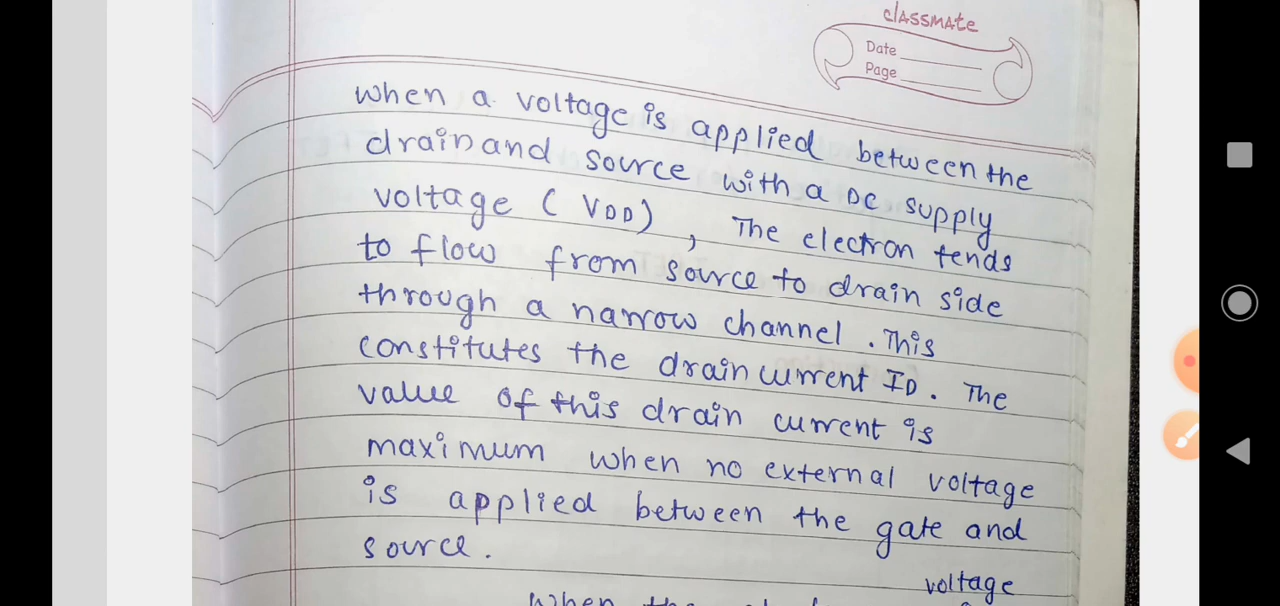 classmate
Date
Page
when a voltage is applied between the
drain and source with a DC supply
voltage ( VDD) , The electron tends
to flow from source to drain side
through a narrow channel . This
constitutes the drain current ID . The
value of this drain current is
maximum when no external voltage
is applied between the gate and
source .
voltage
When the